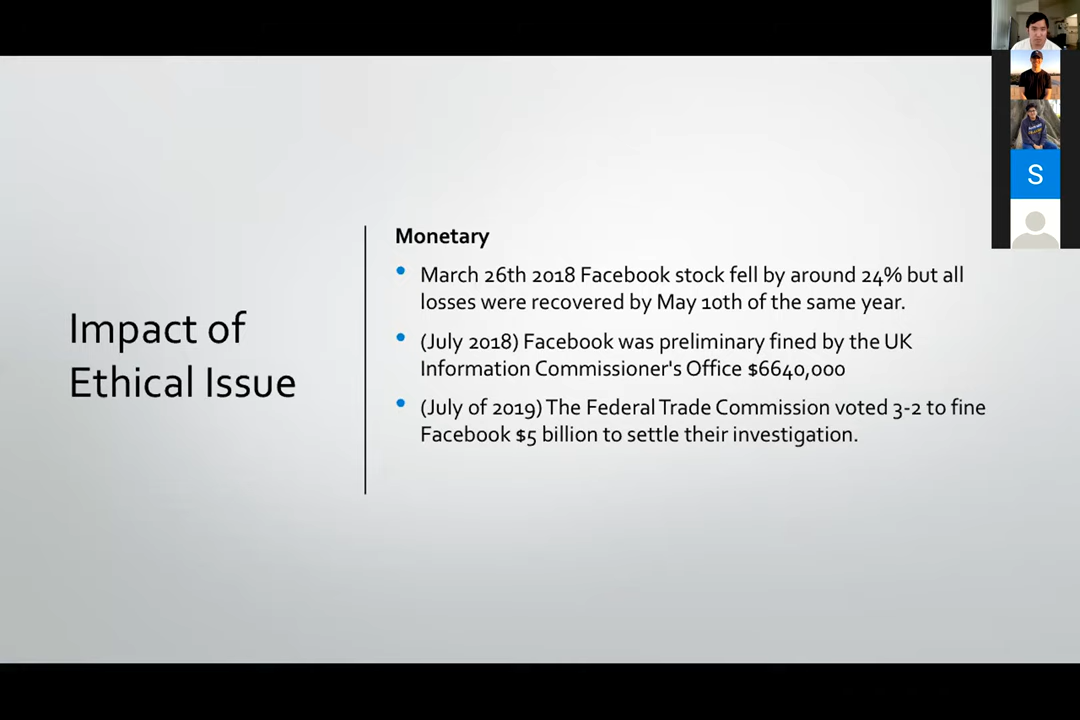 Impact of
Ethical Issue
Monetary
March 26th 2018 Facebook stock fell by around 24% but all
losses were recovered by May 10th of the same year.
(July 2018) Facebook was preliminary fined by the UK
Information Commissioner's Office $6640,000
(July of 2019) The Federal Trade Commission voted 3-2 to fine
Facebook $5 billion to settle their investigation.
S